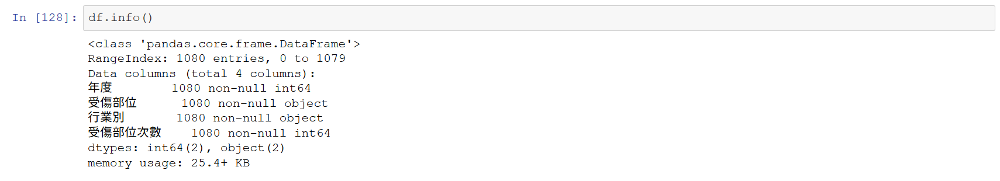 In [128]: df.info()
<class 'pandas.core.frame.DataFrame'>
RangeIndex: 1080 entries, 0 to 1079
Data columns (total 4 columns):
年度 1080 non-null int64
受傷部位 1080 non-null object
行業別 1080 non-null object
受傷部位次數 1080 non-null int64
dtypes: int64(2), object(2)
memory usage: 25.4+ KB